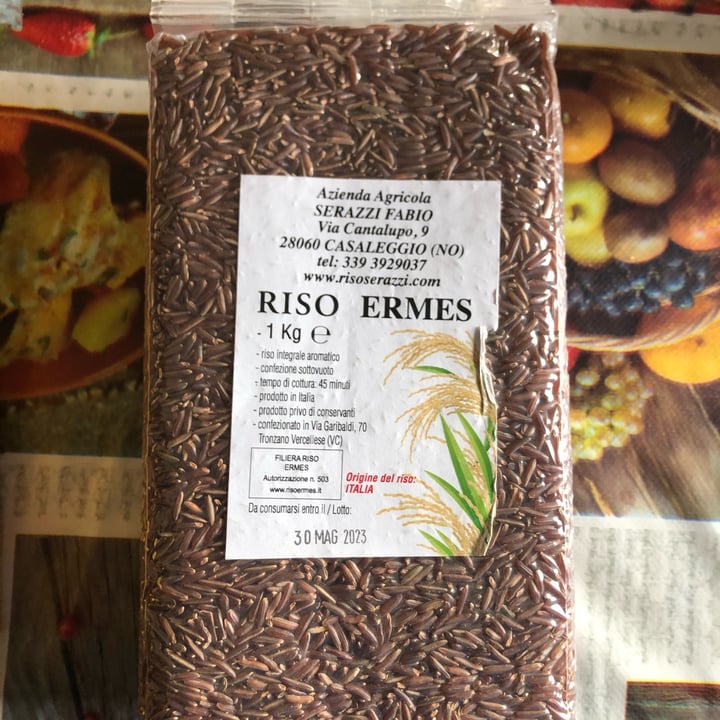 Azienda Agricola
SERAZZI FABIO
Via Cantalupo, 9
28060 CASALEGGIO (NO)
tel: 339 3929037
www.risoserazzi.com
RISO ERMES
- 1 Kg ℮
- riso integrale aromatico
- confezione sottovuoto
- tempo di cottura: 45 minuti
- prodotto in Italia
- prodotto privo di conservanti
- confezionato in Via Garibaldi, 70
Tronzano Vercellese (VC)
FILIERA RISO
ERMES
Autorizzazione n. 503
www.risoermes.it
Origine del riso:
ITALIA
Da consumarsi entro il / Lotto:
30 MAG 2023